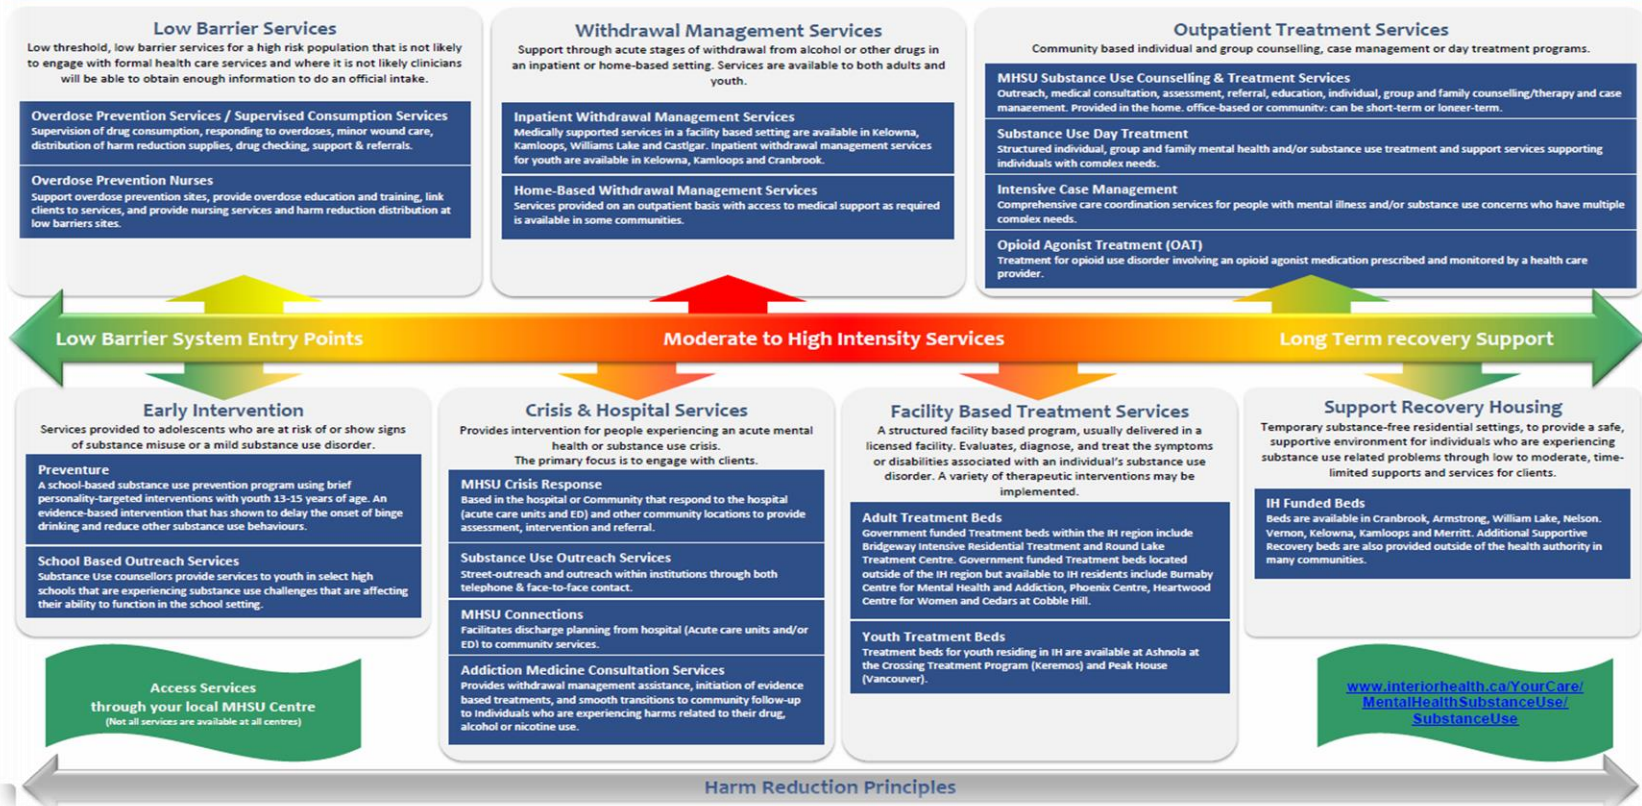 Low Barrier Services
Low threshold, low barrier services for a high risk population that is not likely
to engage with formal health care services and where it is not likely clinicians
will be able to obtain enough information to do an official intake.
Overdose Prevention Services / Supervised Consumption Services
Supervision of drug consumption, responding to overdoses, minor wound care,
distribution of harm reduction supplies, drug checking, support & referrals.
Overdose Prevention Nurses
Support overdose prevention sites, provide overdose education and training, link
clients to services, and provide nursing services and harm reduction distribution at
low barriers sites.
Withdrawal Management Services
Support through acute stages of withdrawal from alcohol or other drugs in
an inpatient or home-based setting. Services are available to both adults and
youth.
Inpatient Withdrawal Management Services
Medically supported services in a facility based setting are available in Kelowna,
Kamloops, Williams Lake and Castlgar. Inpatient withdrawal management services
for youth are available in Kelowna, Kamloops and Cranbrook.
Home-Based Withdrawal Management Services
Services provided on an outpatient basis with access to medical support as required
is available in some communities.
Outpatient Treatment Services
Community based individual and group counselling, case management or day treatment programs.
MHSU Substance Use Counselling & Treatment Services
Outreach, medical consultation, assessment, referral, education, individual, group and family counselling/therapy and case
management. Provided in the home, office-based or community; can be short-term or longer-term.
Substance Use Day Treatment
Structured individual, group and family mental health and/or substance use treatment and support services supporting
individuals with complex needs.
Intensive Case Management
Comprehensive care coordination services for people with mental illness and/or substance use concerns who have multiple
complex needs.
Opioid Agonist Treatment (OAT)
Treatment for opioid use disorder involving an opioid agonist medication prescribed and monitored by a health care
provider.
Low Barrier System Entry Points
Moderate to High Intensity Services
Long Term recovery Support
Early Intervention
Services provided to adolescents who are at risk of or show signs
of substance misuse or a mild substance use disorder.
Preventure
A school-based substance use prevention program using brief
personality-targeted interventions with youth 13-15 years of age. An
evidence-based intervention that has shown to delay the onset of binge
drinking and reduce other substance use behaviours.
School Based Outreach Services
Substance Use counsellors provide services to youth in select high
schools that are experiencing substance use challenges that are affecting
their ability to function in the school setting.
Crisis & Hospital Services
Provides intervention for people experiencing an acute mental
health or substance use crisis.
The primary focus is to engage with clients.
MHSU Crisis Response
Based in the hospital or Community that respond to the hospital
(acute care units and ED) and other community locations to provide
assessment, intervention and referral.
Substance Use Outreach Services
Street-outreach and outreach within institutions through both
telephone & face-to-face contact.
MHSU Connections
Facilitates discharge planning from hospital (Acute care units and/or
ED) to community services.
Addiction Medicine Consultation Services
Provides withdrawal management assistance, initiation of evidence
based treatments, and smooth transitions to community follow-up
to Individuals who are experiencing harms related to their drug,
alcohol or nicotine use.
Facility Based Treatment Services
A structured facility based program, usually delivered in a
licensed facility. Evaluates, diagnose, and treat the symptoms
or disabilities associated with an individual's substance use
disorder. A variety of therapeutic interventions may be
implemented.
Adult Treatment Beds
Government funded Treatment beds within the IH region include
Bridgeway Intensive Residential Treatment and Round Lake
Treatment Centre. Government funded Treatment beds located
outside of the IH region but available to IH residents include Burnaby
Centre for Mental Health and Addiction, Phoenix Centre, Heartwood
Centre for Women and Cedars at Cobble Hill.
Youth Treatment Beds
Treatment beds for youth residing in IH are available at Ashnola at
the Crossing Treatment Program (Keremos) and Peak House
(Vancouver).
Support Recovery Housing
Temporary substance-free residential settings, to provide a safe,
supportive environment for individuals who are experiencing
substance use related problems through low to moderate, time-
limited supports and services for clients.
IH Funded Beds
Beds are available in Cranbrook, Armstrong, William Lake, Nelson.
Vernon, Kelowna, Kamloops and Merritt. Additional Supportive
Recovery beds are also provided outside of the health authority in
many communities.
Access Services
through your local MHSU Centre
(Not all services are available at all centres)
www.interiorhealth.ca/YourCare/
MentalHealthSubstanceUse/
SubstanceUse
Harm Reduction Principles